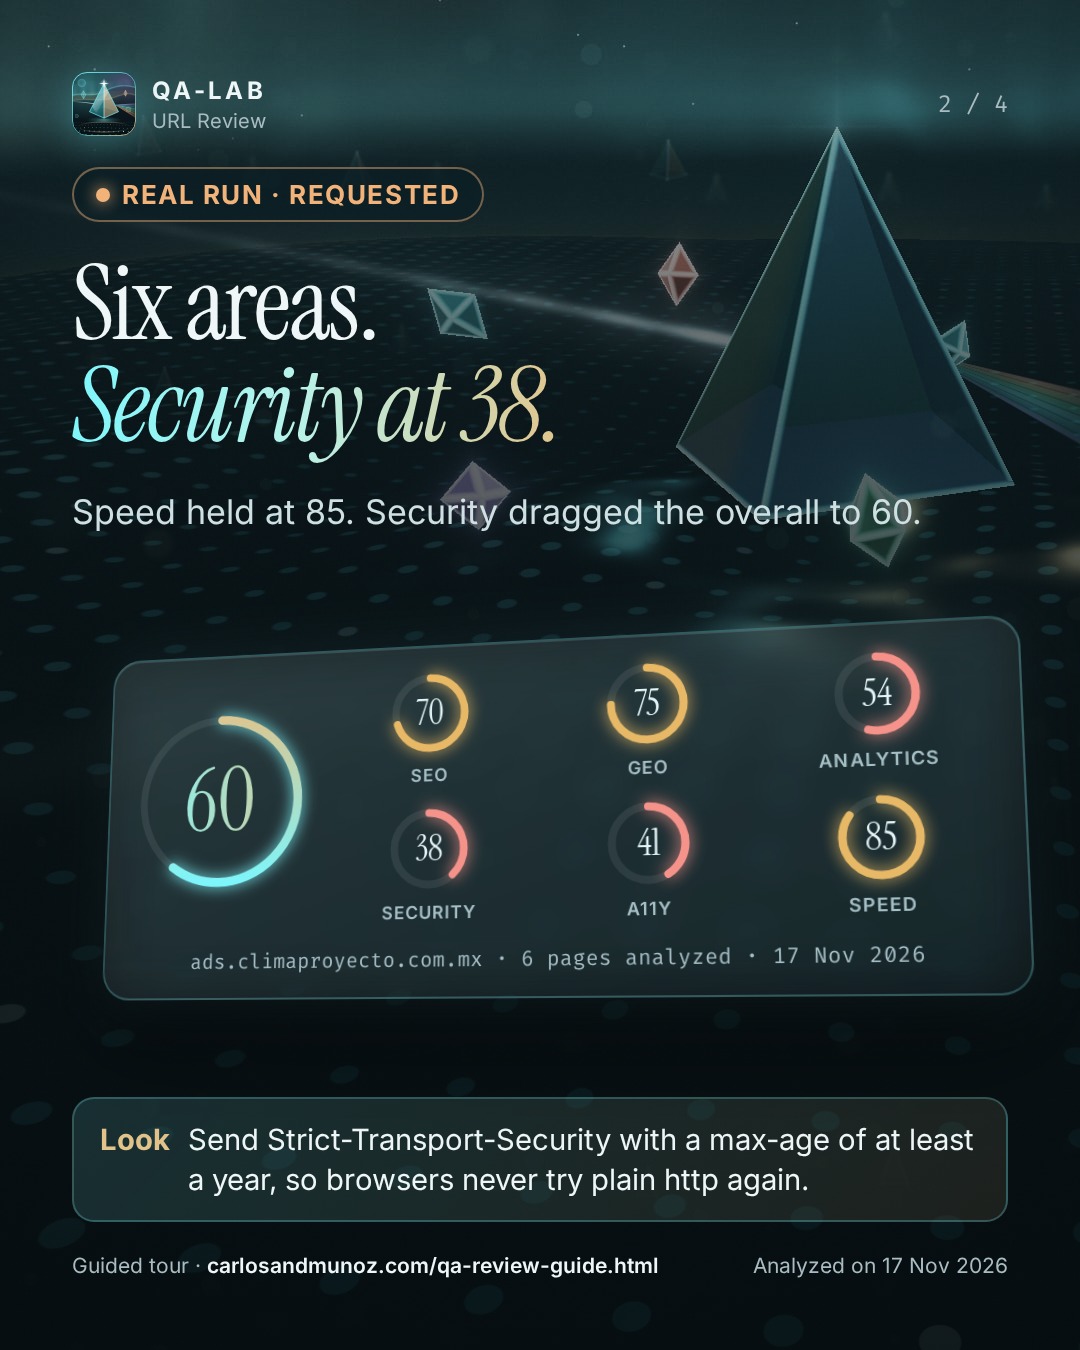 QA-LAB
URL Review
2 / 4
REAL RUN · REQUESTED
Six areas.
Security at 38.
Speed held at 85. Security dragged the overall to 60.
60
70
SEO
75
GEO
54
ANALYTICS
38
SECURITY
41
A11Y
85
SPEED
ads.climaproyecto.com.mx · 6 pages analyzed · 17 Nov 2026
Look Send Strict-Transport-Security with a max-age of at least
a year, so browsers never try plain http again.
Guided tour · carlosandmunoz.com/qa-review-guide.html
Analyzed on 17 Nov 2026